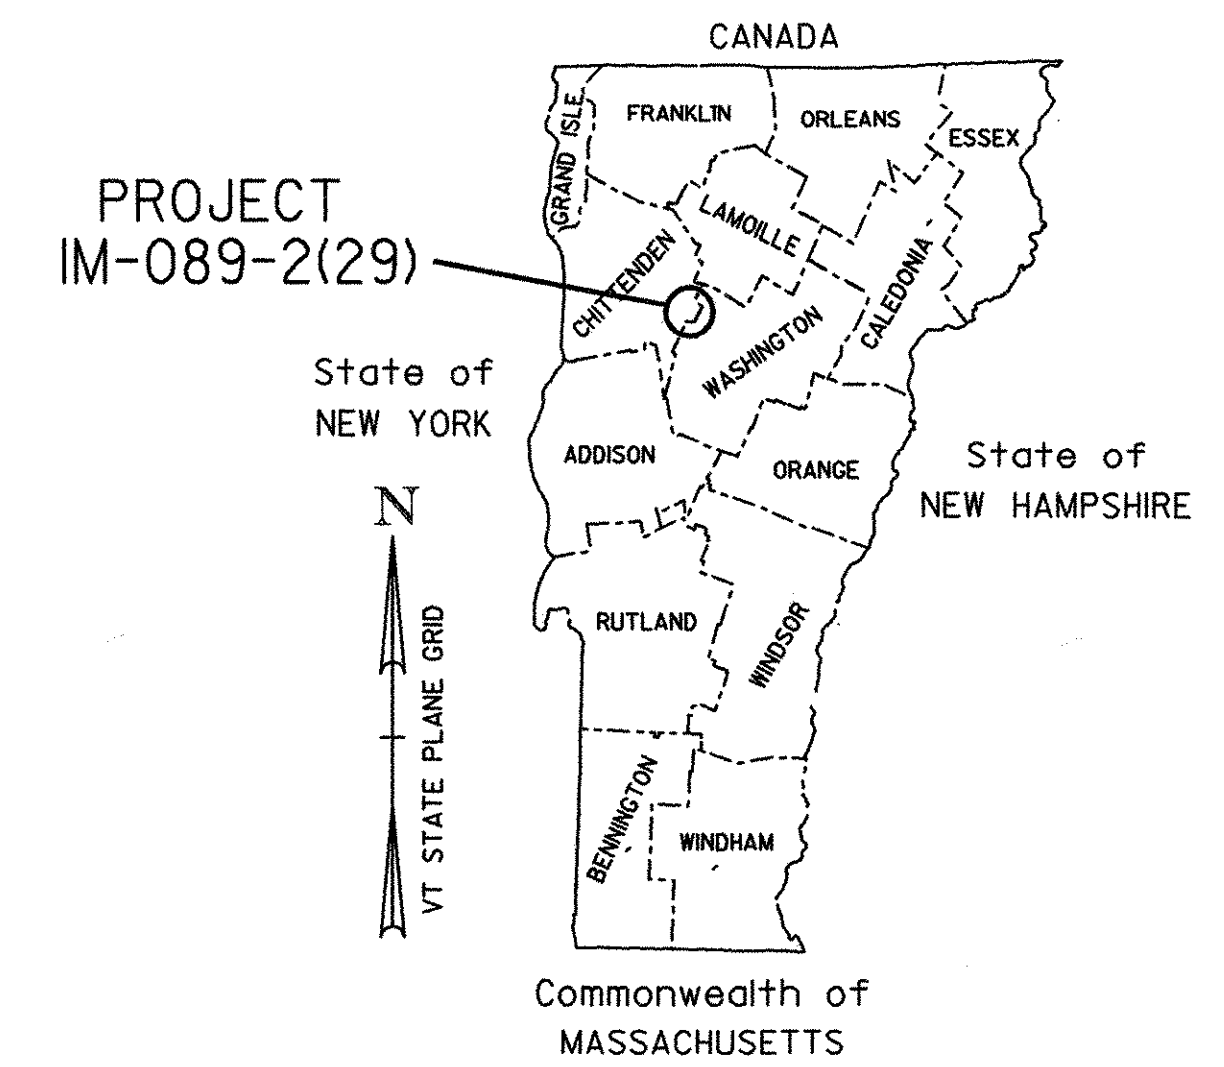 CANADA
FRANKLIN
ORLEANS
ESSEX
GRAND ISLE
PROJECT
IM-089-2(29)
LAMOILLE
CHITTENDEN
CALEDONIA
WASHINGTON
State of
NEW YORK
ADDISON
ORANGE
State of
NEW HAMPSHIRE
N
VT STATE PLANE GRID
RUTLAND
WINDSOR
BENNINGTON
WINDHAM
Commonwealth of
MASSACHUSETTS